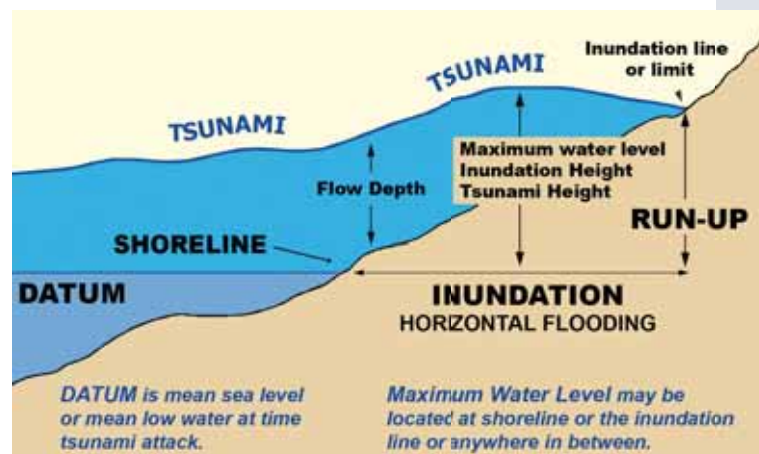 Inundation line
or limit
TSUNAMI
TSUNAMI
Maximum water level
Inundation Height
Tsunami Height
Flow Depth
RUN-UP
SHORELINE
DATUM
INUNDATION
HORIZONTAL FLOODING
DATUM is mean sea level
or mean low water at time
tsunami attack.
Maximum Water Level may be
located at shoreline or the inundation
line or anywhere in between.